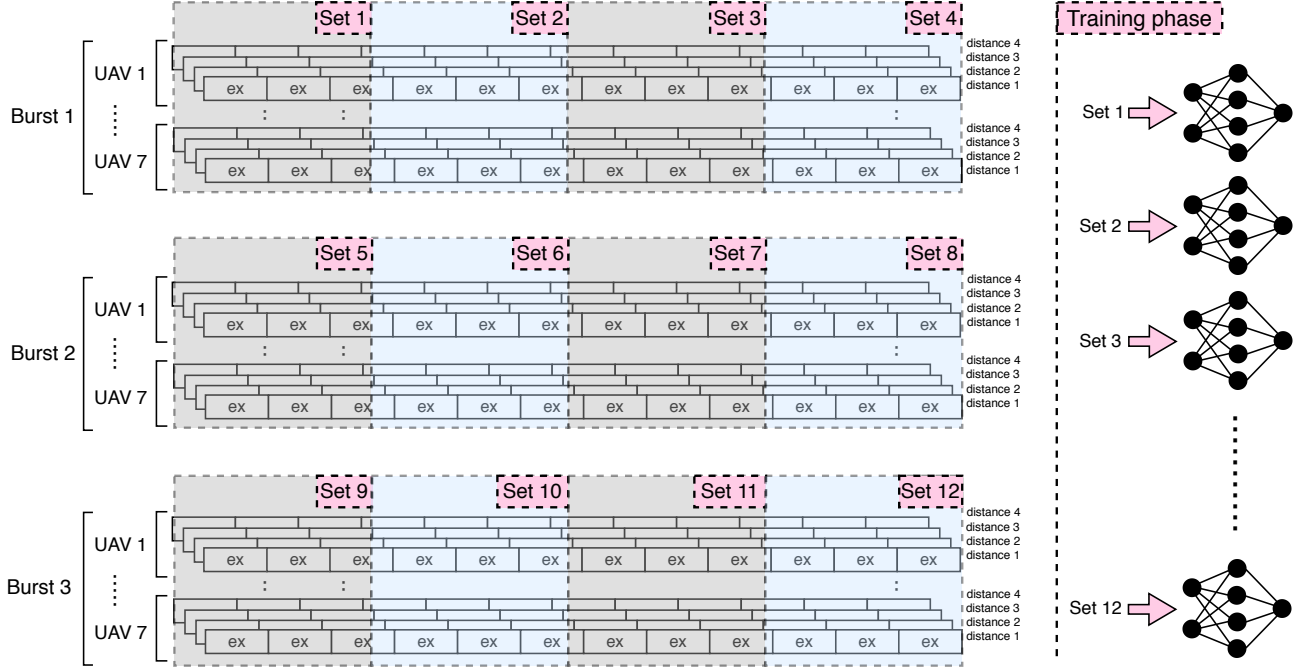 Set 1 Set 2 Set 3 Set 4
Burst 1
UAV 1
distance 4
distance 3
distance 2
distance 1
ex ex ex ex ex ex ex ex ex ex ex ex
: : :
UAV 7
distance 4
distance 3
distance 2
distance 1
ex ex ex ex ex ex ex ex ex ex ex ex
Set 5 Set 6 Set 7 Set 8
Burst 2
UAV 1
distance 4
distance 3
distance 2
distance 1
ex ex ex ex ex ex ex ex ex ex ex ex
: : :
UAV 7
distance 4
distance 3
distance 2
distance 1
ex ex ex ex ex ex ex ex ex ex ex ex
Set 9 Set 10 Set 11 Set 12
Burst 3
UAV 1
distance 4
distance 3
distance 2
distance 1
ex ex ex ex ex ex ex ex ex ex ex ex
: : :
UAV 7
distance 4
distance 3
distance 2
distance 1
ex ex ex ex ex ex ex ex ex ex ex ex
Training phase
Set 1
Set 2
Set 3
Set 12